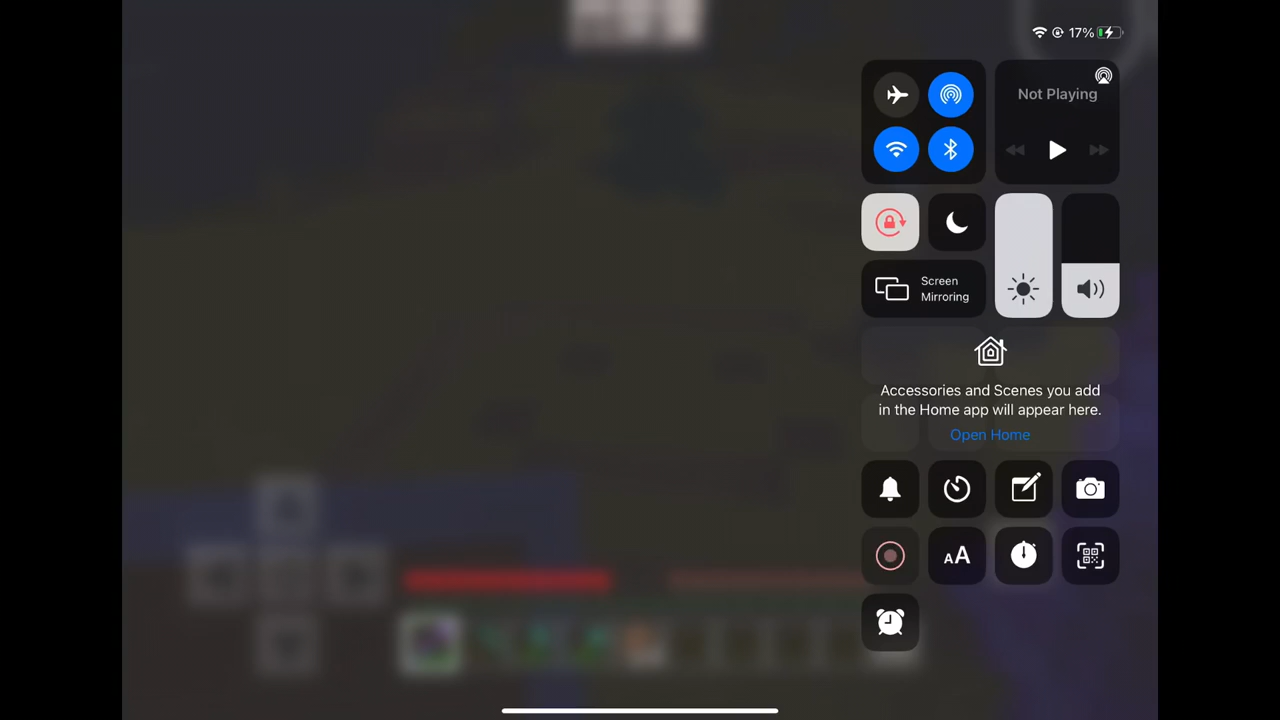 17%
Not Playing
Screen
Mirroring
Accessories and Scenes you add
in the Home app will appear here.
Open Home
AA